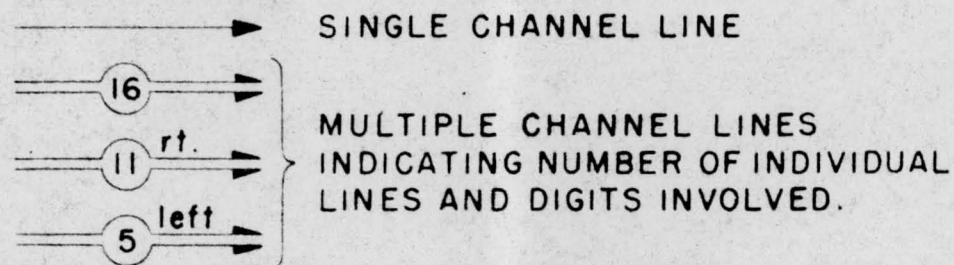 SINGLE CHANNEL LINE
16
11 rt.
5 left
MULTIPLE CHANNEL LINES
INDICATING NUMBER OF INDIVIDUAL
LINES AND DIGITS INVOLVED.